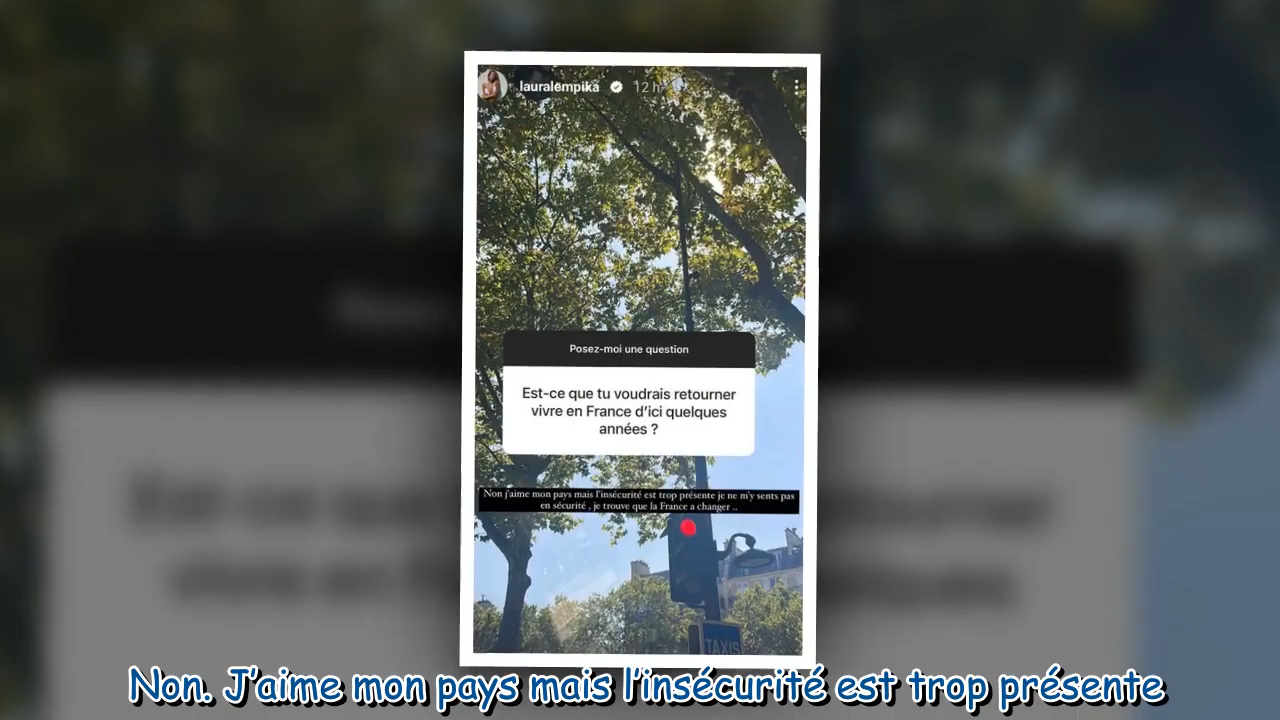 lauralempika 12 h
Posez-moi une question
Est-ce que tu voudrais retourner
vivre en France d'ici quelques
années ?
Non j'aime mon pays mais l'insécurité est trop présente je ne m'y sents pas
en sécurité , je trouve que la France a changer ..
TAXIS
Non. J'aime mon pays mais l'insécurité est trop présente